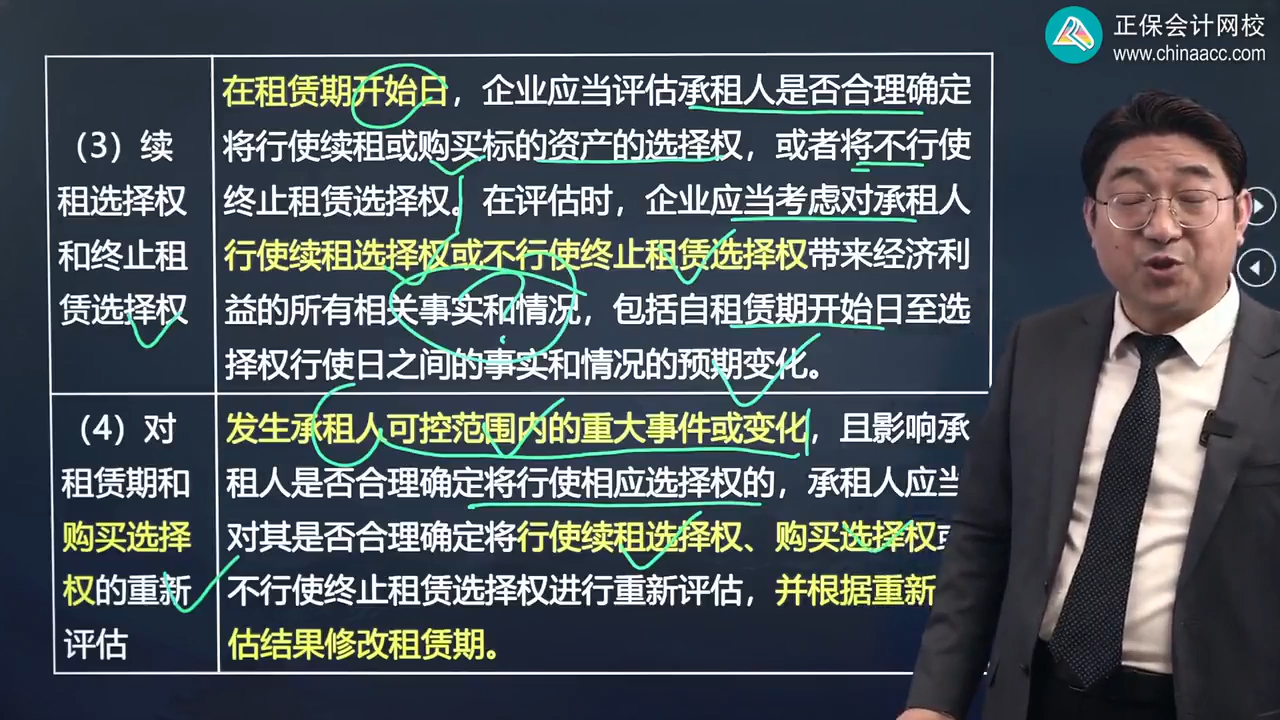 正保会计网校
www.chinaacc.com
（3）续
租选择权
和终止租
赁选择权
在租赁期开始日，企业应当评估承租人是否合理确定
将行使续租或购买标的资产的选择权，或者将不行使
终止租赁选择权。在评估时，企业应当考虑对承租人
行使续租选择权或不行使终止租赁选择权带来经济利
益的所有相关事实和情况，包括自租赁期开始日至选
择权行使日之间的事实和情况的预期变化。
（4）对
租赁期和
购买选择
权的重新
评估
发生承租人可控范围内的重大事件或变化，且影响承
租人是否合理确定将行使相应选择权的，承租人应当
对其是否合理确定将行使续租选择权、购买选择权或
不行使终止租赁选择权进行重新评估，并根据重新
估结果修改租赁期。